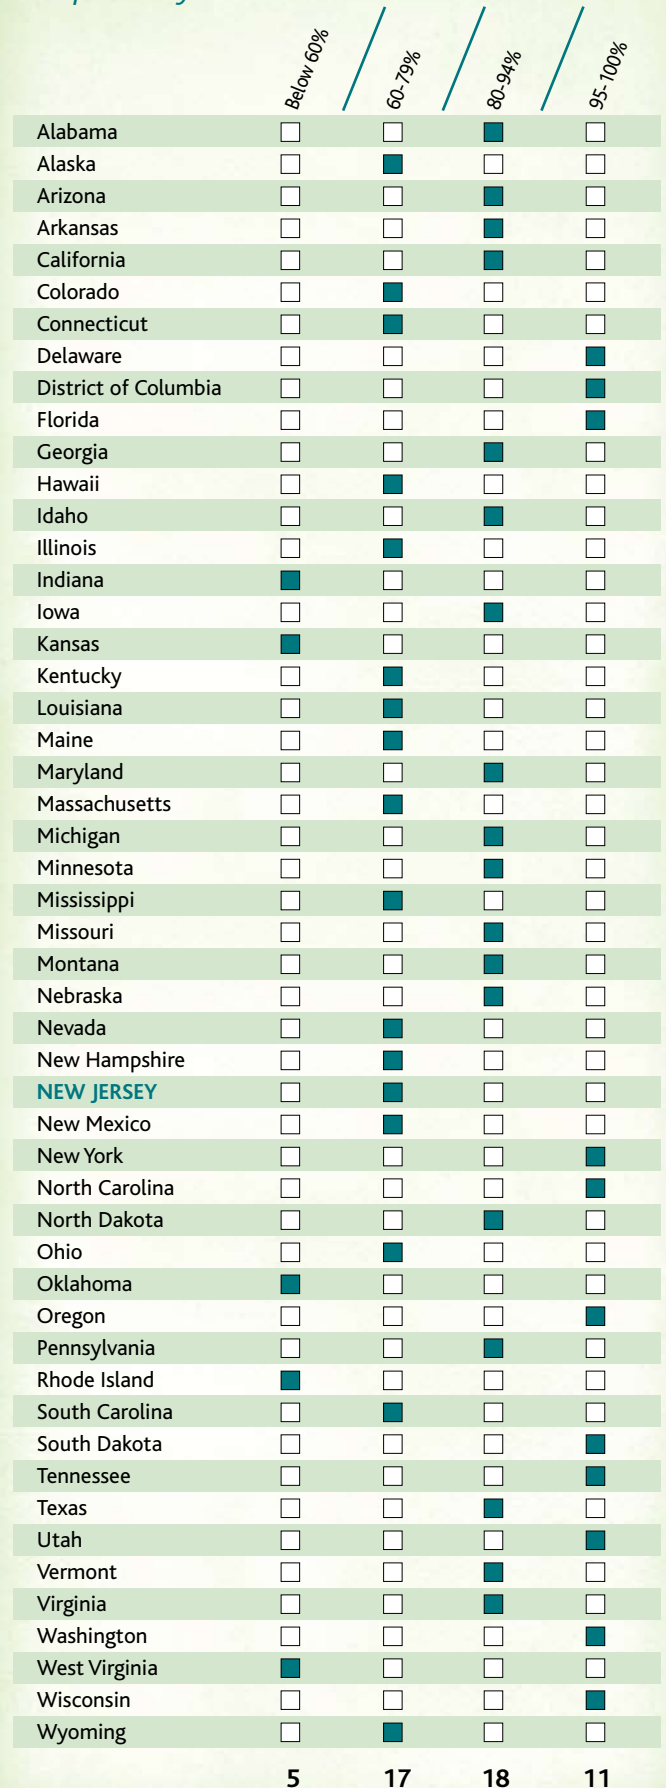 Below 60%
60-79%
80-94%
95-100%
Alabama
Alaska
Arizona
Arkansas
California
Colorado
Connecticut
Delaware
District of Columbia
Florida
Georgia
Hawaii
Idaho
Illinois
Indiana
Iowa
Kansas
Kentucky
Louisiana
Maine
Maryland
Massachusetts
Michigan
Minnesota
Mississippi
Missouri
Montana
Nebraska
Nevada
New Hampshire
NEW JERSEY
New Mexico
New York
North Carolina
North Dakota
Ohio
Oklahoma
Oregon
Pennsylvania
Rhode Island
South Carolina
South Dakota
Tennessee
Texas
Utah
Vermont
Virginia
Washington
West Virginia
Wisconsin
Wyoming
5 17 18 11